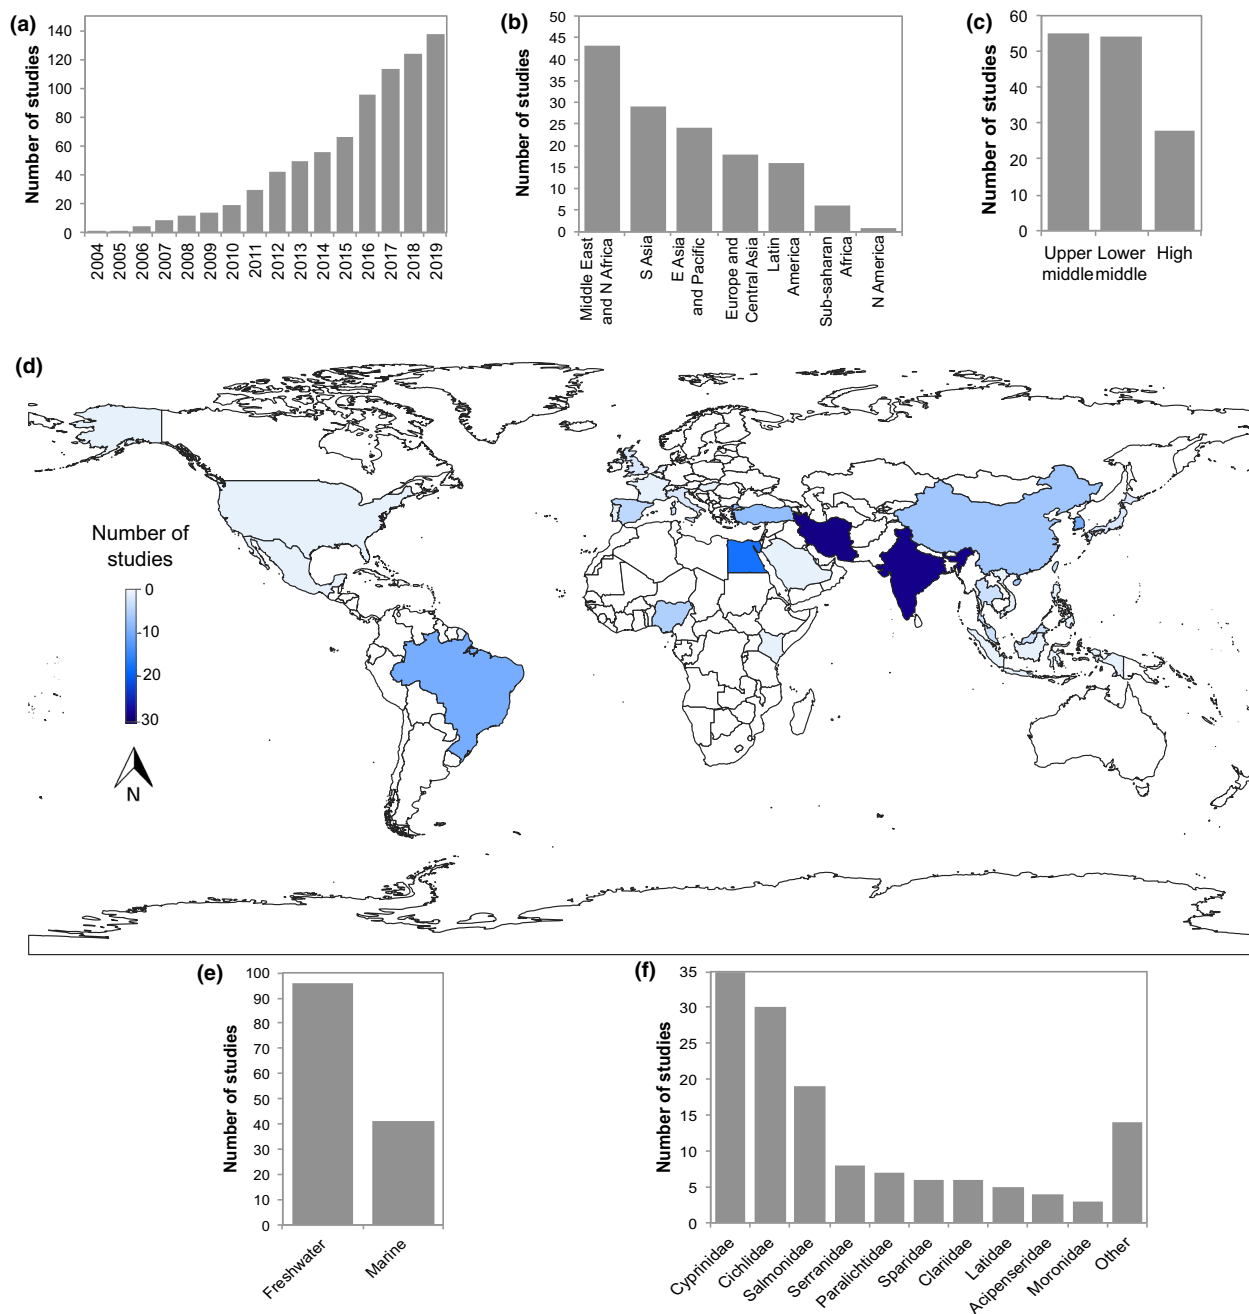 (a)
Number of studies
140
120
100
80
60
40
20
0
2004
2005
2006
2007
2008
2009
2010
2011
2012
2013
2014
2015
2016
2017
2018
2019
(b)
Number of studies
50
45
40
35
30
25
20
15
10
5
0
Middle East
and N Africa
S Asia
E Asia
and Pacific
Europe and
Central Asia
Latin
America
Sub-saharan
Africa
N America
(c)
Number of studies
60
50
40
30
20
10
0
Upper
middle
Lower
middle
High
(d)
Number of
studies
0
10
20
30
N
(e)
Number of studies
100
90
80
70
60
50
40
30
20
10
0
Freshwater
Marine
(f)
Number of studies
35
30
25
20
15
10
5
0
Cyprinidae
Cichlidae
Salmonidae
Serranidae
Paralichtidae
Sparidae
Clariidae
Latidae
Acipenseridae
Moronidae
Other